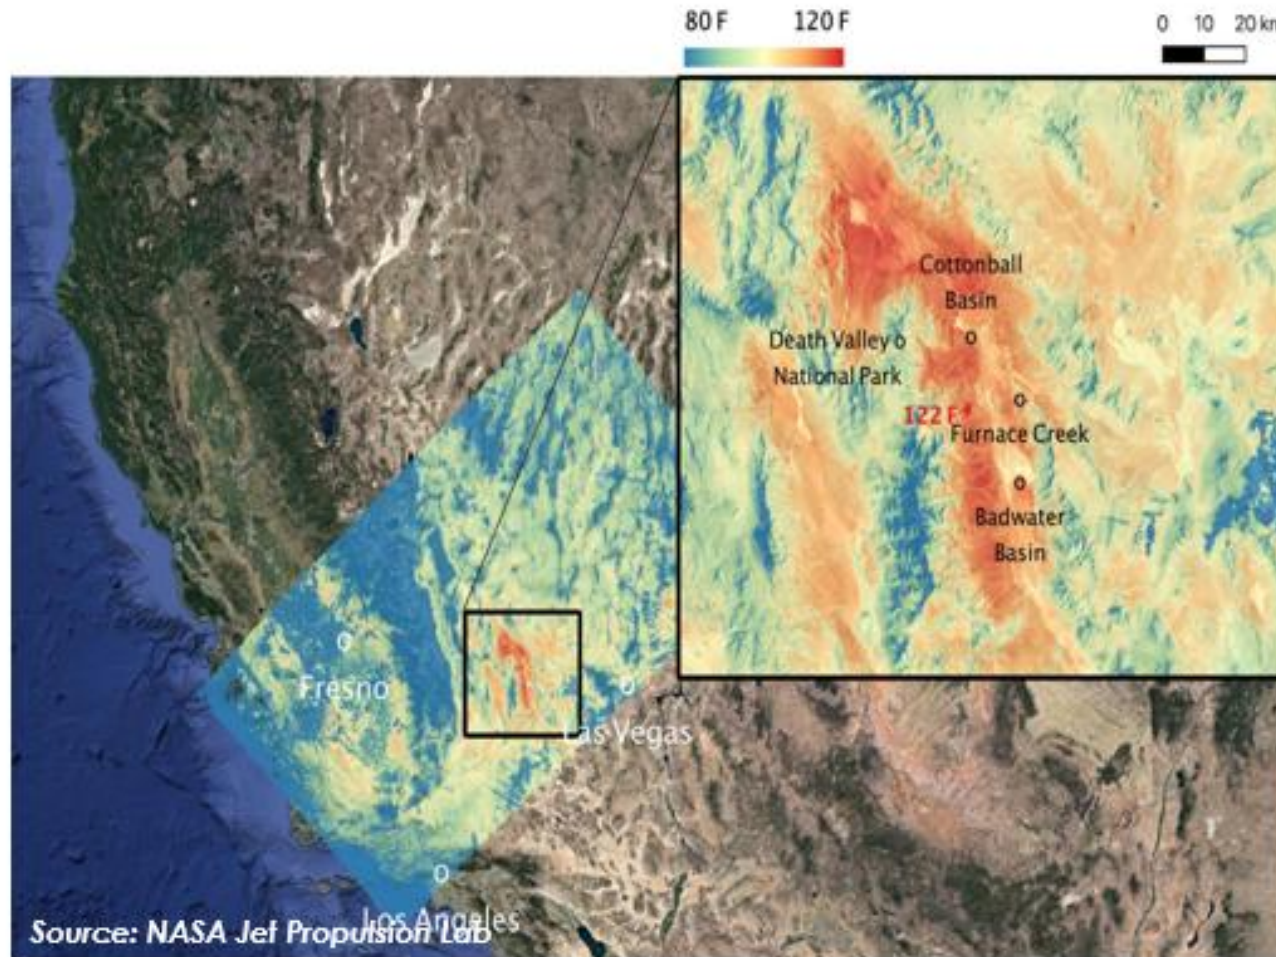 80 F 120 F
0 10 20 km
Cottonball
Basin
Death Valley
National Park
122 F
Furnace Creek
Badwater
Basin
Fresno
Las Vegas
Los Angeles
Source: NASA Jet Propulsion Lab